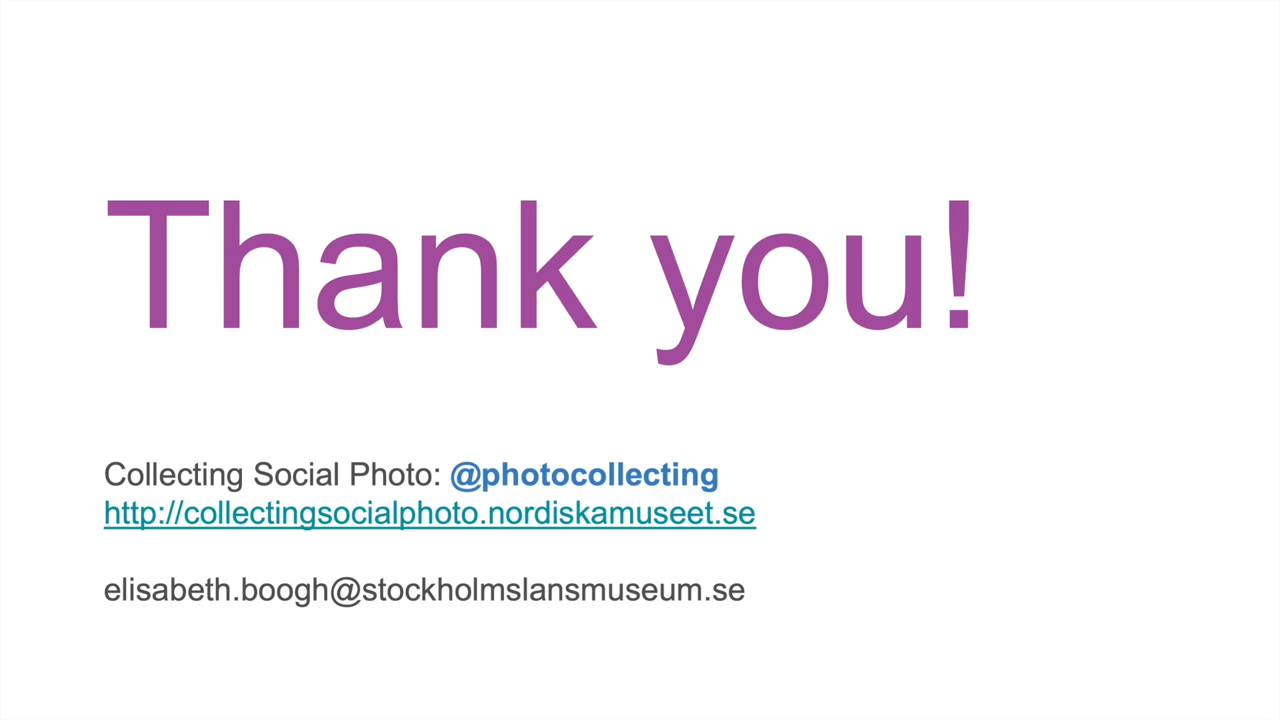 Thank you!
Collecting Social Photo: @photocollecting
http://collectingsocialphoto.nordiskamuseet.se
elisabeth.boogh@stockholmslansmuseum.se